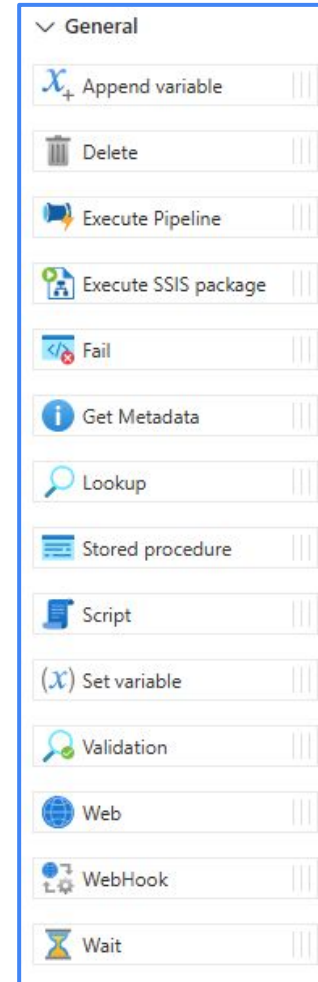 General
Append variable
Delete
Execute Pipeline
Execute SSIS package
Fail
Get Metadata
Lookup
Stored procedure
Script
(x) Set variable
Validation
Web
WebHook
Wait